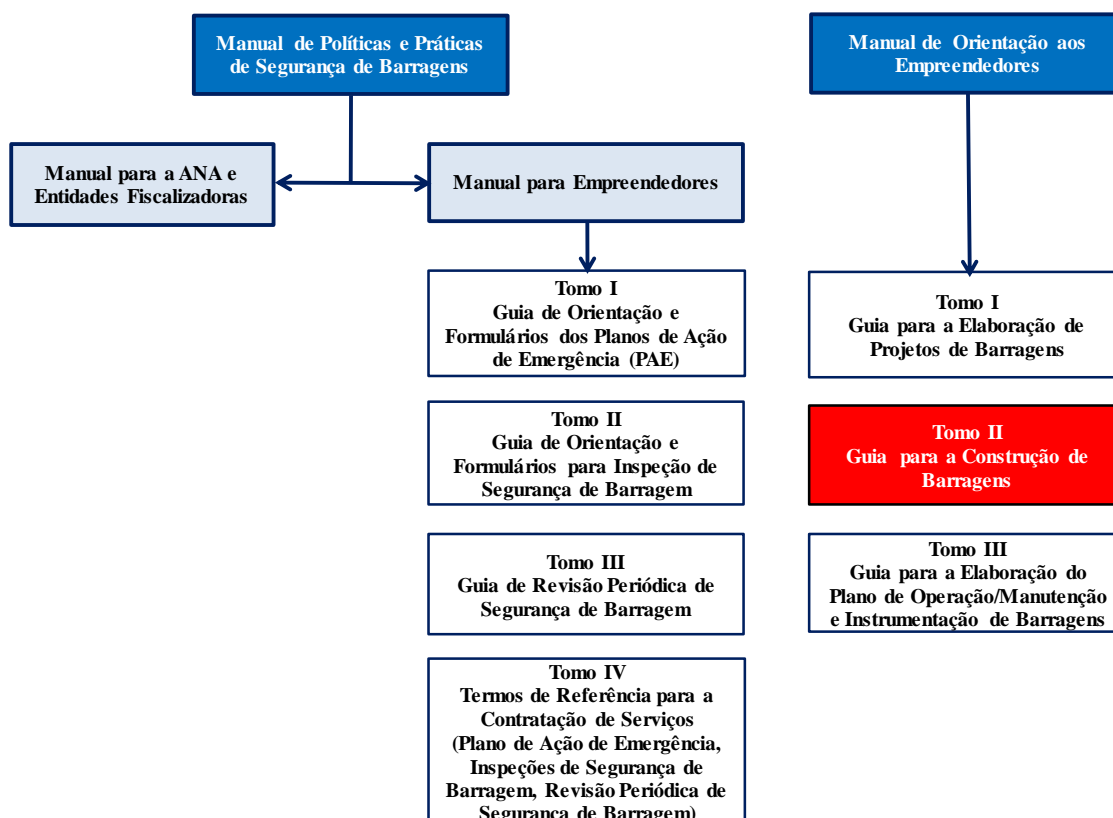 Manual de Políticas e Práticas
de Segurança de Barragens
Manual de Orientação aos
Empreendedores
Manual para a ANA e
Entidades Fiscalizadoras
Manual para Empreendedores
Tomo I
Guia de Orientação e
Formulários dos Planos de Ação
de Emergência (PAE)
Tomo I
Guia para a Elaboração de
Projetos de Barragens
Tomo II
Guia de Orientação e
Formulários para Inspeção de
Segurança de Barragem
Tomo II
Guia para a Construção de
Barragens
Tomo III
Guia de Revisão Periódica de
Segurança de Barragem
Tomo III
Guia para a Elaboração do
Plano de Operação/Manutenção
e Instrumentação de Barragens
Tomo IV
Termos de Referência para a
Contratação de Serviços
(Plano de Ação de Emergência,
Inspeções de Segurança de
Barragem, Revisão Periódica de
Segurança de Barragem)